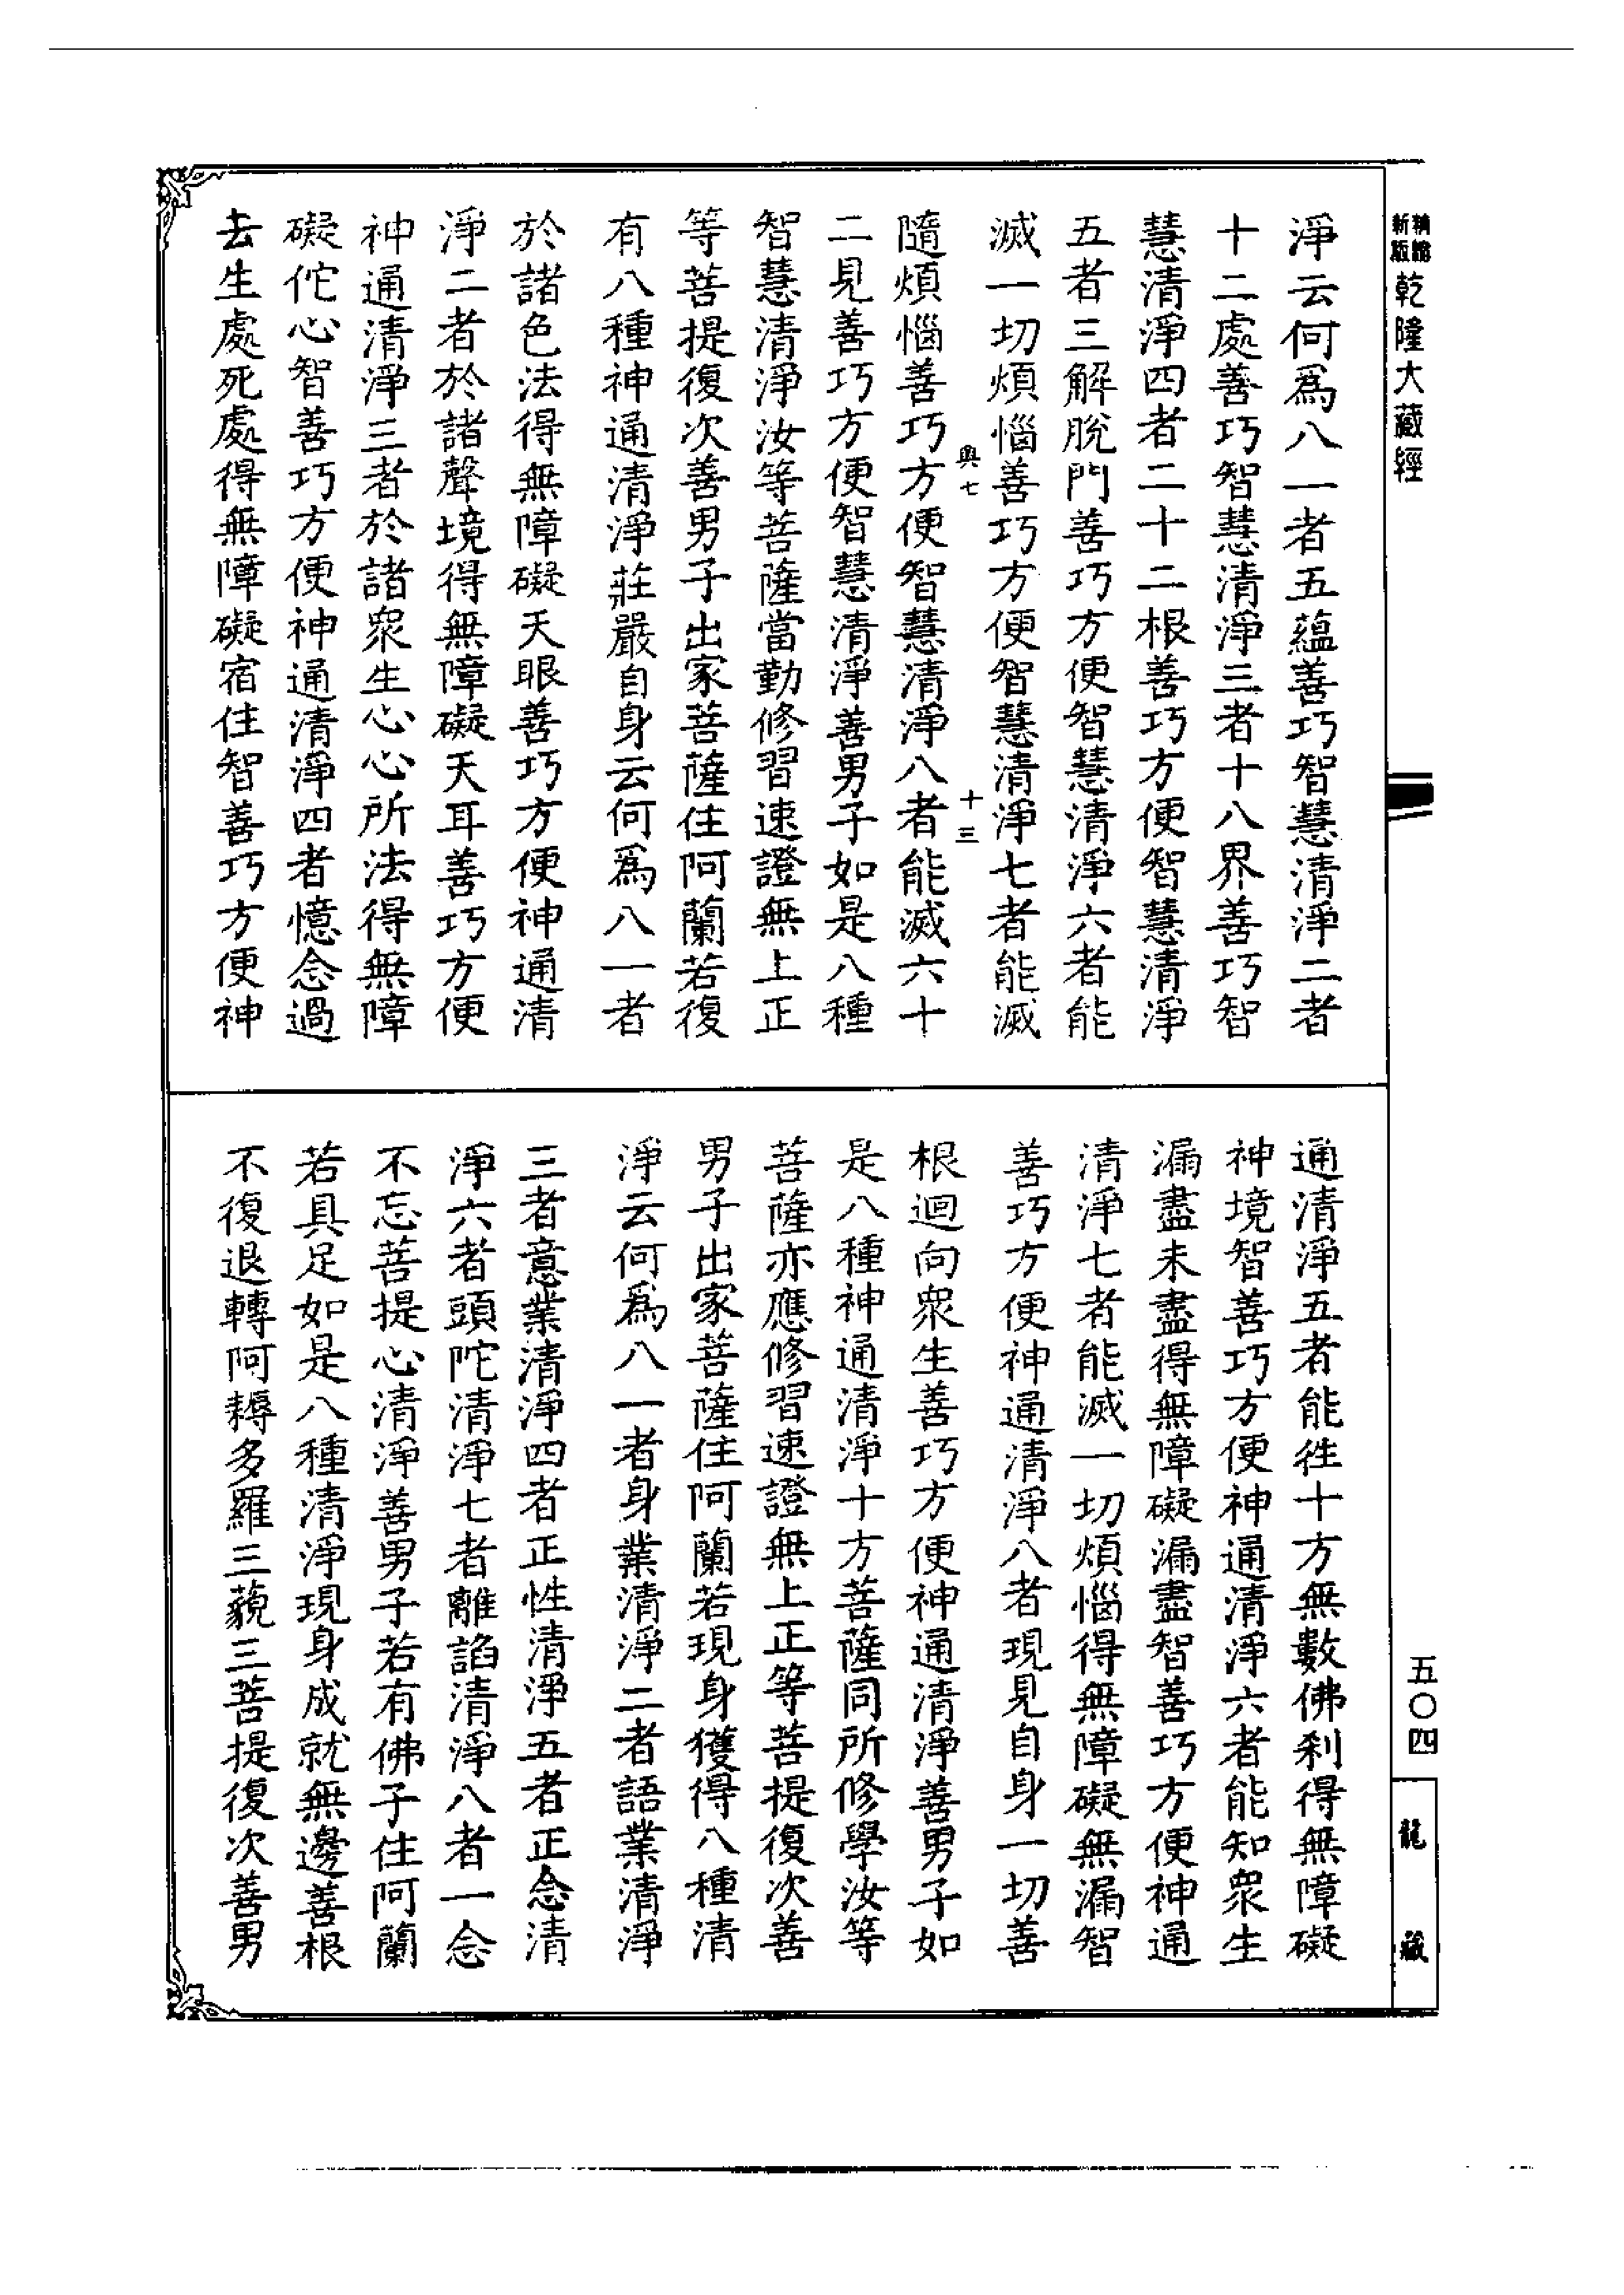 精縮新版乾隆大藏經
淨云何為八一者五蘊善巧智慧清淨二者
十二處善巧智慧清淨三者十八界善巧智
慧清淨四者二十二根善巧方便智慧清淨
五者三解脫門善巧方便智慧清淨六者能
滅一切煩惱善巧方便智慧清淨七者能滅
興七 十三
隨煩惱善巧方便智慧清淨八者能滅六十
二見善巧方便智慧清淨善男子如是八種
智慧清淨汝等菩薩當勤修習速證無上正
等菩提復次善男子出家菩薩住阿蘭若復
有八種神通清淨莊嚴自身云何為八一者
於諸色法得無障礙天眼善巧方便神通清
淨二者於諸聲境得無障礙天耳善巧方便
神通清淨三者於諸眾生心心所法得無障
礙佗心智善巧方便神通清淨四者憶念過
去生處死處得無障礙宿住智善巧方便神
通清淨五者能往十方無數佛剎得無障礙
神境智善巧方便神通清淨六者能知眾生
漏盡未盡得無障礙漏盡智善巧方便神通
清淨七者能滅一切煩惱得無障礙無漏智
善巧方便神通清淨八者現見自身一切善
根迴向眾生善巧方便神通清淨善男子如
是八種神通清淨十方菩薩同所修學汝等
菩薩亦應修習速證無上正等菩提復次善
男子出家菩薩住阿蘭若現身獲得八種清
淨云何為八一者身業清淨二者語業清淨
三者意業清淨四者正性清淨五者正念清
淨六者頭陀清淨七者離諂清淨八者一念
不忘菩提心清淨善男子若有佛子住阿蘭
若具足如是八種清淨現身成就無邊善根
不復退轉阿耨多羅三藐三菩提復次善男
五〇四
龍藏